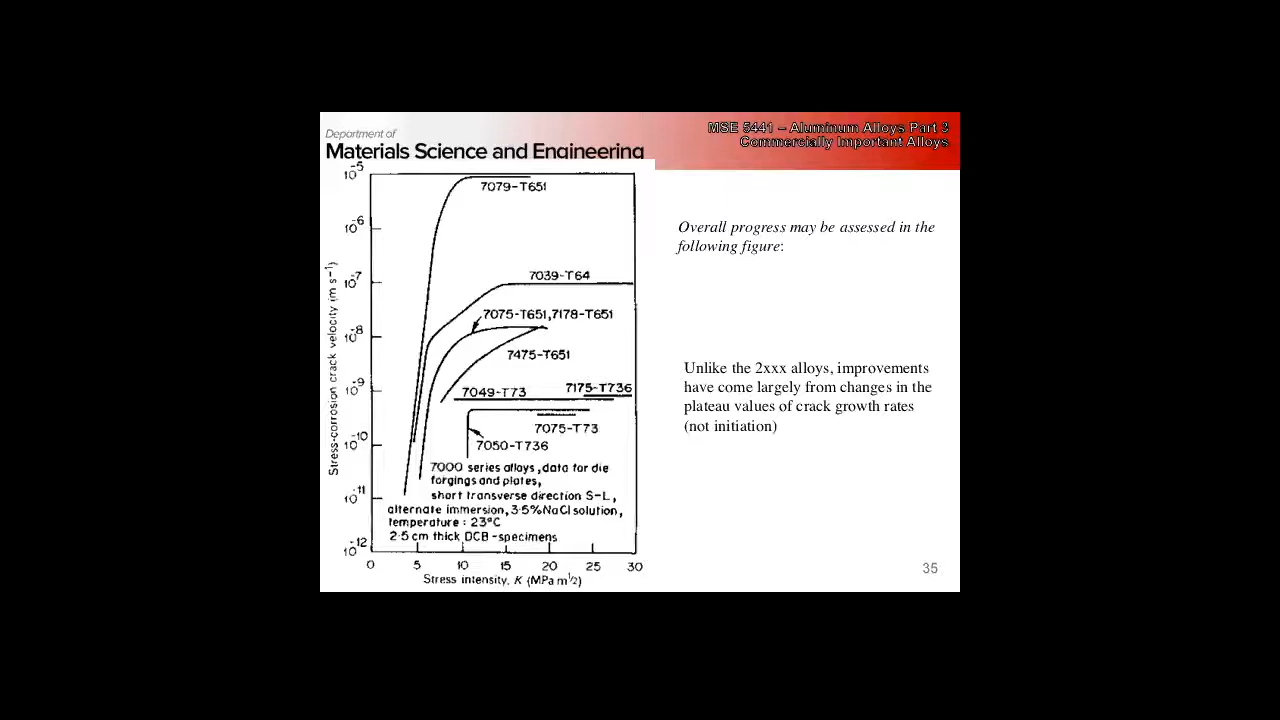 Department of
Materials Science and Engineering
MSE 5441 – Aluminum Alloys Part 3
Commercially Important Alloys
Overall progress may be assessed in the
following figure:
Unlike the 2xxx alloys, improvements
have come largely from changes in the
plateau values of crack growth rates
(not initiation)
35
Stress-corrosion crack velocity (m s⁻¹)
10⁻⁵
10⁻⁶
10⁻⁷
10⁻⁸
10⁻⁹
10⁻¹⁰
10⁻¹¹
10⁻¹²
7079-T651
7039-T64
7075-T651,7178-T651
7475-T651
7175-T736
7049-T73
7075-T73
7050-T736
7000 series alloys, data for die
forgings and plates,
short transverse direction S-L,
alternate immersion, 3·5%NaCl solution,
temperature : 23°C
2·5 cm thick DCB-specimens
0 5 10 15 20 25 30
Stress intensity, K (MPa m½)